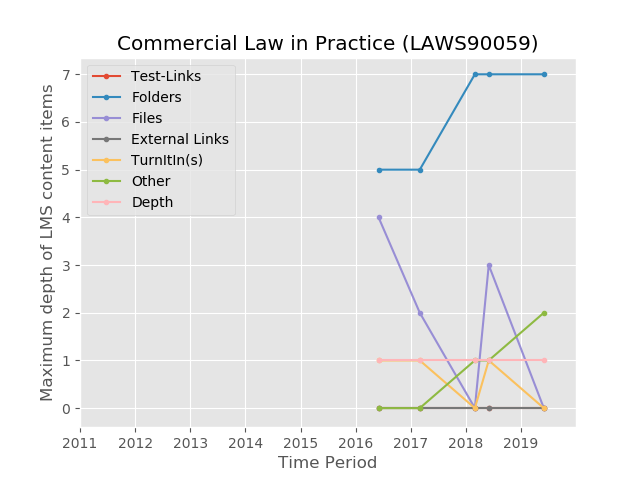 Commercial Law in Practice (LAWS90059)
Maximum depth of LMS content items
7
6
5
4
3
2
1
0
Test-Links
Folders
Files
External Links
TurnItIn(s)
Other
Depth
2011 2012 2013 2014 2015 2016 2017 2018 2019
Time Period